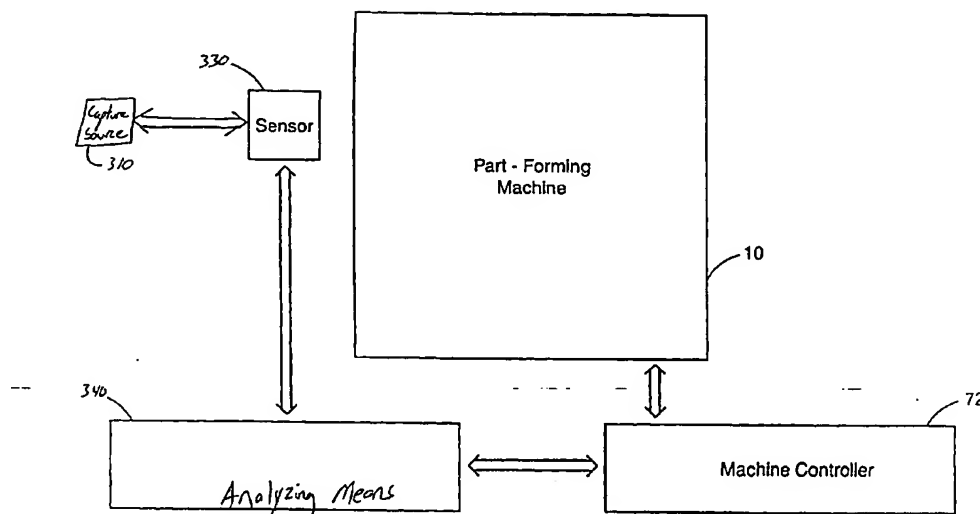 330
Capture
Source
310
Sensor
Part - Forming
Machine
10
340
Analyzing Means
72
Machine Controller